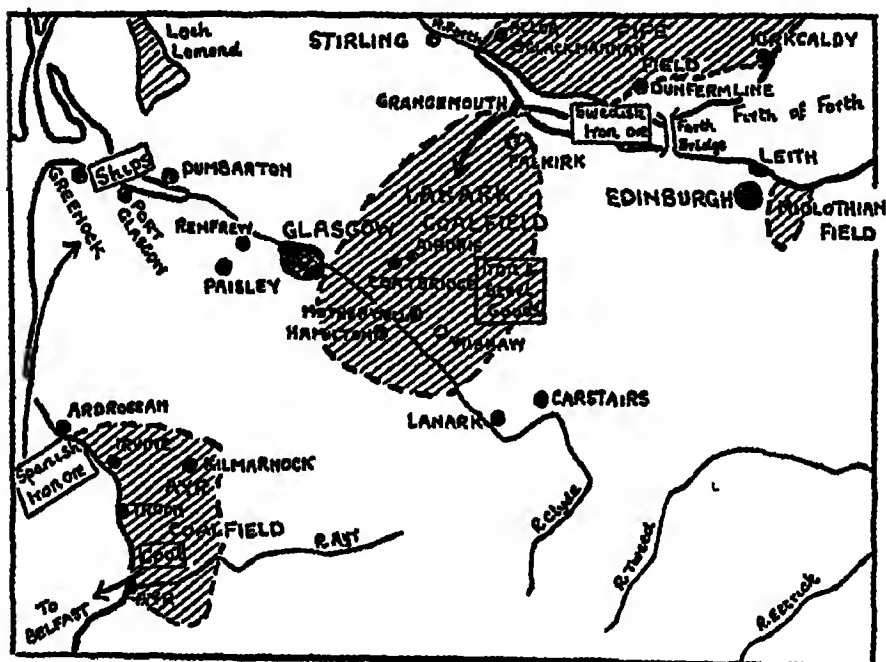 Loch
Lomond
STIRLING
R.Forth
ALLOA
CLACKMANNAN
FIFE
FIELD
KIRKCALDY
DUNFERMLINE
GRANGEMOUTH
Swedish
Iron ore
Forth
Bridge
Firth of Forth
FALKIRK
LEITH
EDINBURGH
MIDLOTHIAN
FIELD
GREENOCK
Ships
DUMBARTON
PORT
GLASGOW
RENFREW
GLASGOW
PAISLEY
LANARK
COALFIELD
AIRDRIE
COATBRIDGE
Iron &
Steel
Goods
MOTHERWELL
HAMILTON
WISHAW
LANARK
CARSTAIRS
ARDROSSAN
Spanish
Iron ore
IRVINE
KILMARNOCK
AYR
COALFIELD
TROON
Coal
AYR
TO
BELFAST
R.Ayr
R.Clyde
R.Tweed
R.Ettrick